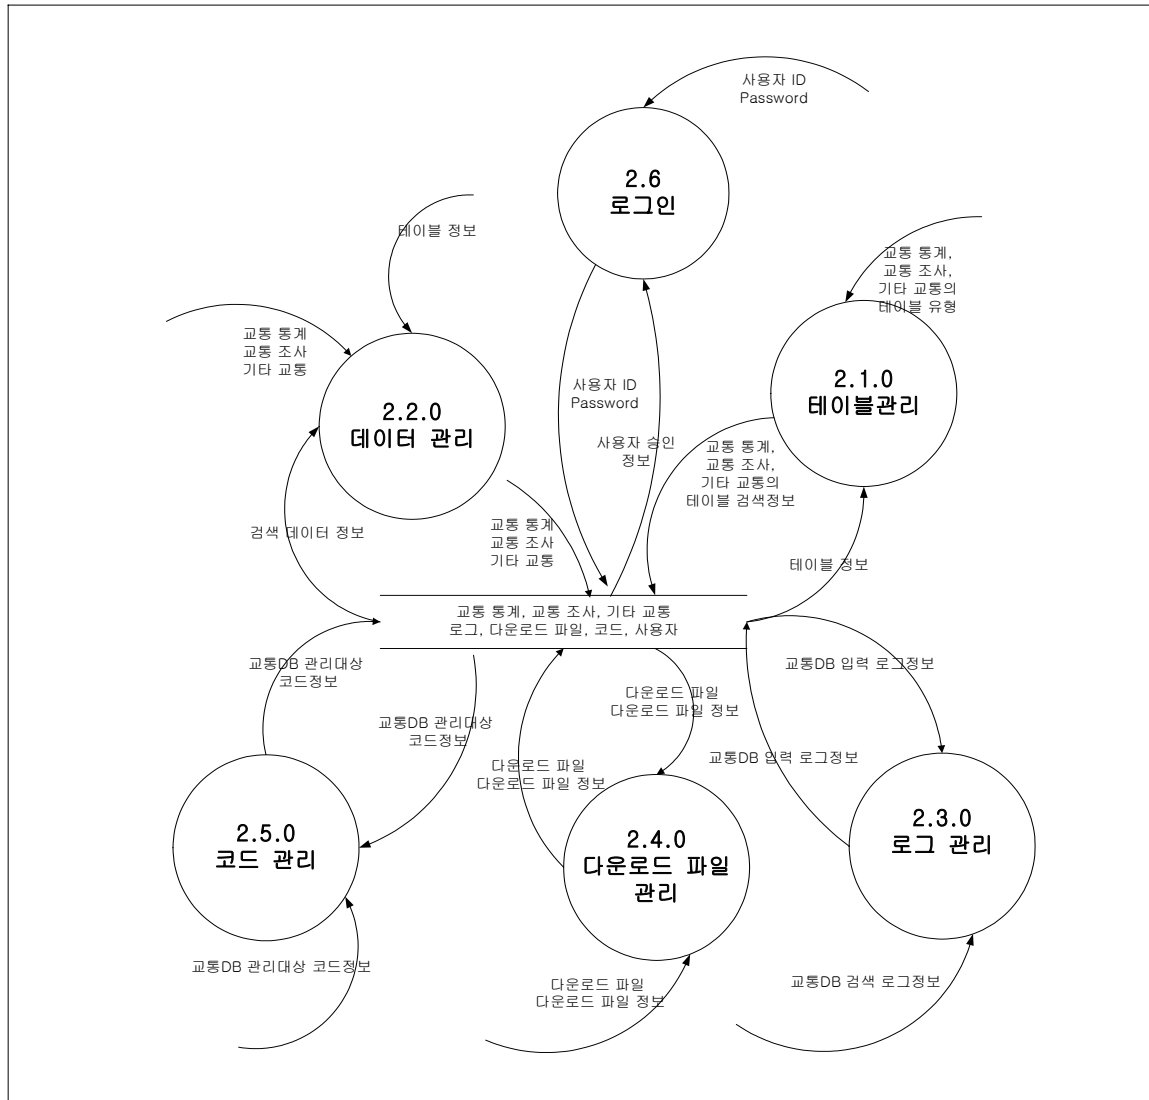 사용자 ID
Password
2.6
로그인
테이블 정보
교통 통계,
교통 조사,
기타 교통의
테이블 유형
교통 통계
교통 조사
기타 교통
2.1.0
테이블관리
2.2.0
데이터 관리
사용자 ID
Password
사용자 승인
정보
교통 통계,
교통 조사,
기타 교통의
테이블 검색정보
검색 데이터 정보
교통 통계
교통 조사
기타 교통
테이블 정보
교통 통계, 교통 조사, 기타 교통
로그, 다운로드 파일, 코드, 사용자
교통DB 관리대상
코드정보
교통DB 관리대상
코드정보
다운로드 파일
다운로드 파일 정보
교통DB 입력 로그정보
다운로드 파일
다운로드 파일 정보
교통DB 입력 로그정보
2.5.0
코드 관리
2.4.0
다운로드 파일
관리
2.3.0
로그 관리
교통DB 관리대상 코드정보
다운로드 파일
다운로드 파일 정보
교통DB 검색 로그정보